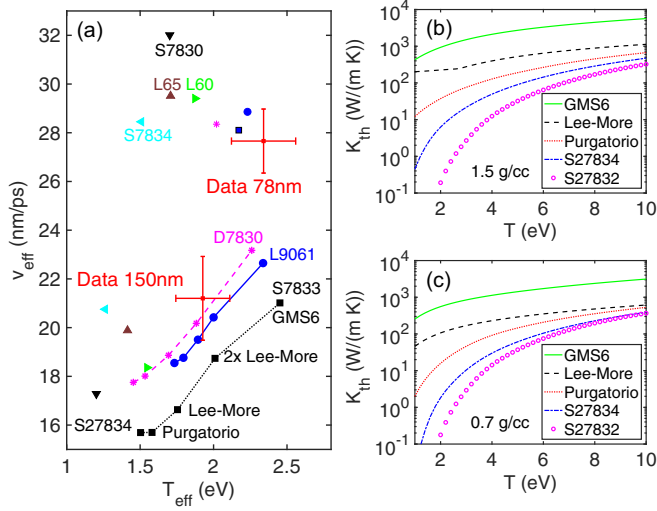 (a)
v_eff (nm/ps)
32
30
28
26
24
22
20
18
16
S7830
L65 L60
S7834
Data 78nm
D7830
L9061
Data 150nm
S7833
GMS6
2x Lee-More
S27834
Lee-More
Purgatorio
1 1.5 2 2.5
T_eff (eV)
(b)
K_th (W/(m K))
10^4
10^3
10^2
10^1
10^0
10^-1
GMS6
Lee-More
Purgatorio
S27834
S27832
1.5 g/cc
2 4 6 8 10
T (eV)
(c)
K_th (W/(m K))
10^4
10^3
10^2
10^1
10^0
10^-1
GMS6
Lee-More
Purgatorio
S27834
S27832
0.7 g/cc
2 4 6 8 10
T (eV)